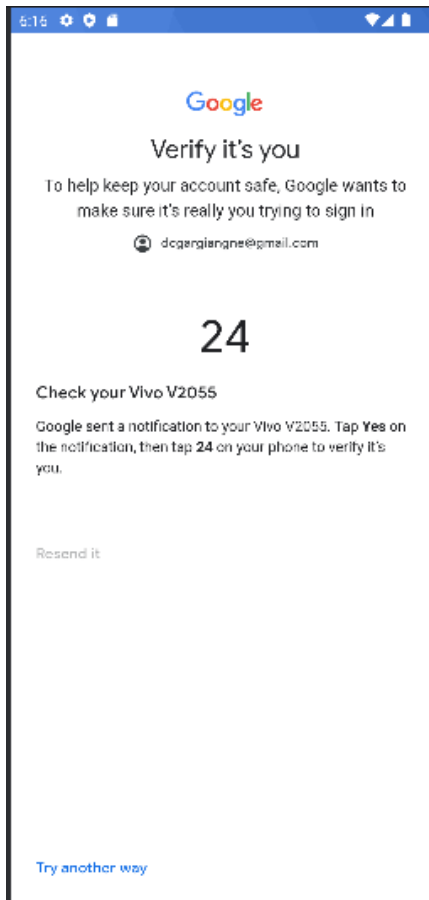 6:16
Google
Verify it's you
To help keep your account safe, Google wants to
make sure it's really you trying to sign in
dcgargiangne@gmail.com
24
Check your Vivo V2055
Google sent a notification to your Vivo V2055. Tap Yes on
the notification, then tap 24 on your phone to verify it's
you.
Resend it
Try another way